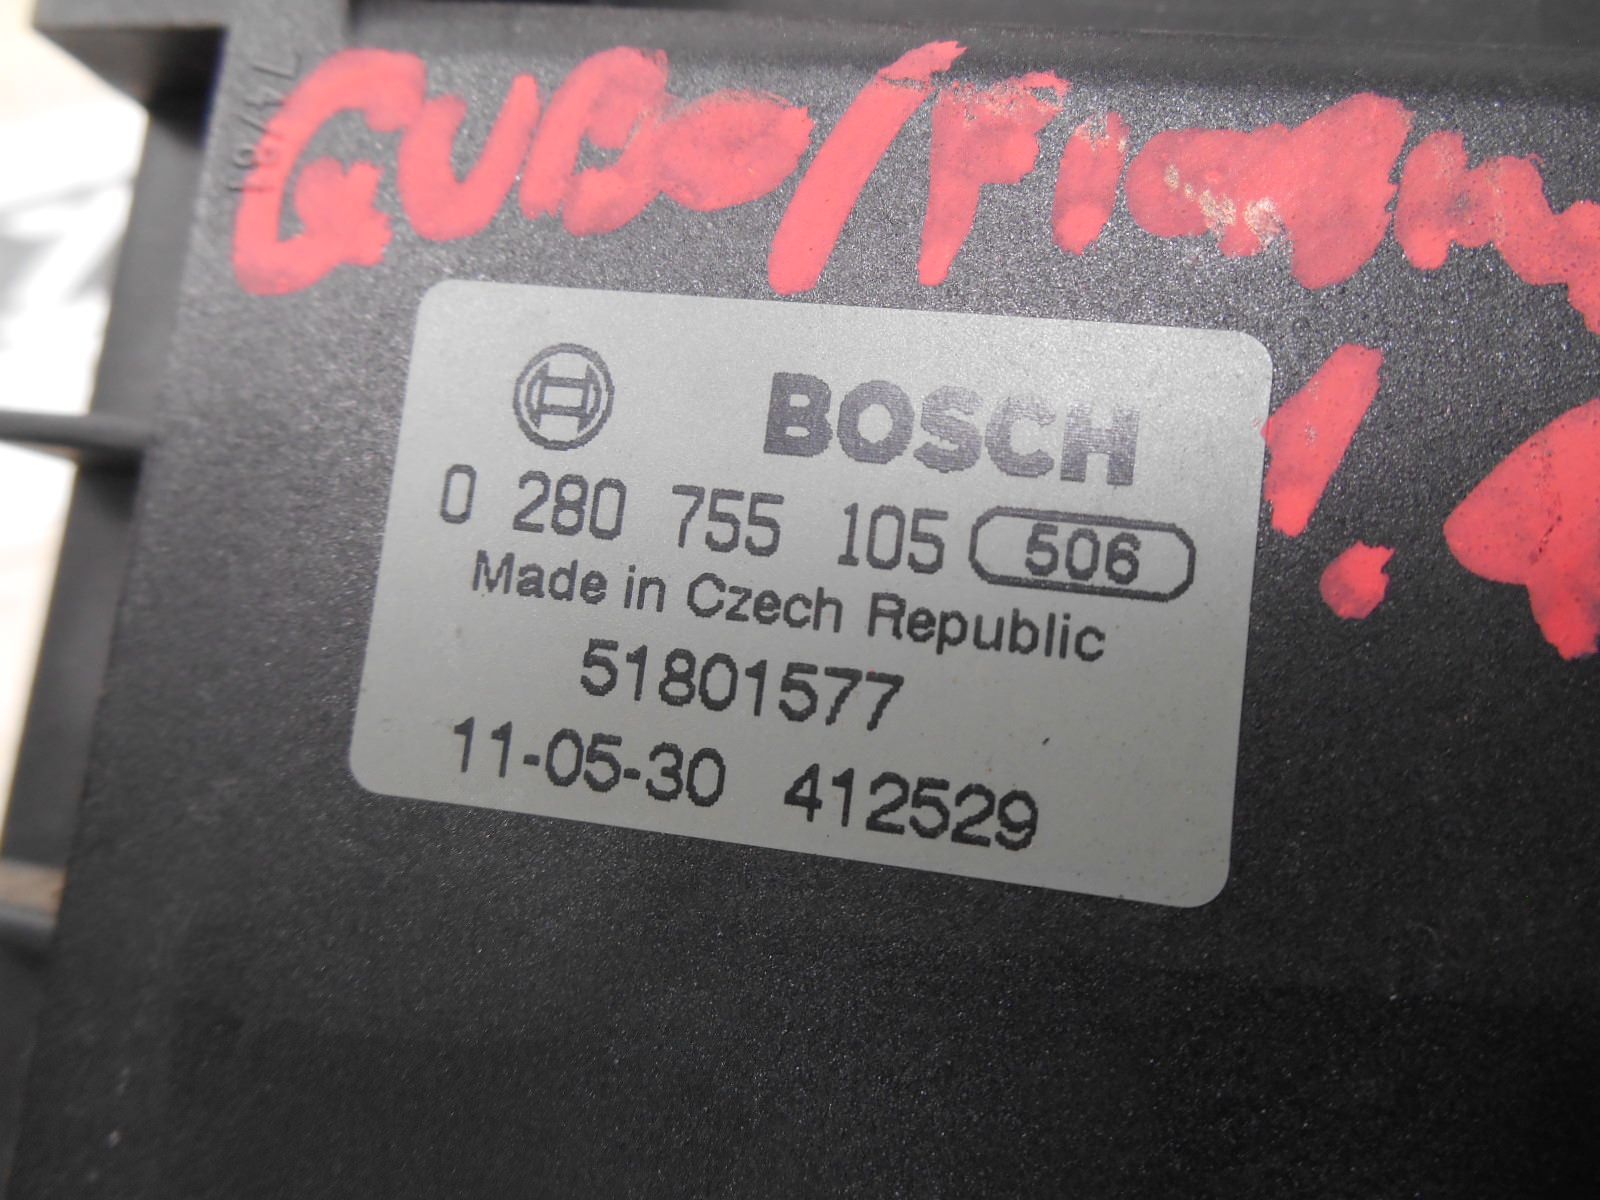 BOSCH
0 280 755 105 506
Made in Czech Republic
51801577
11-05-30 412529